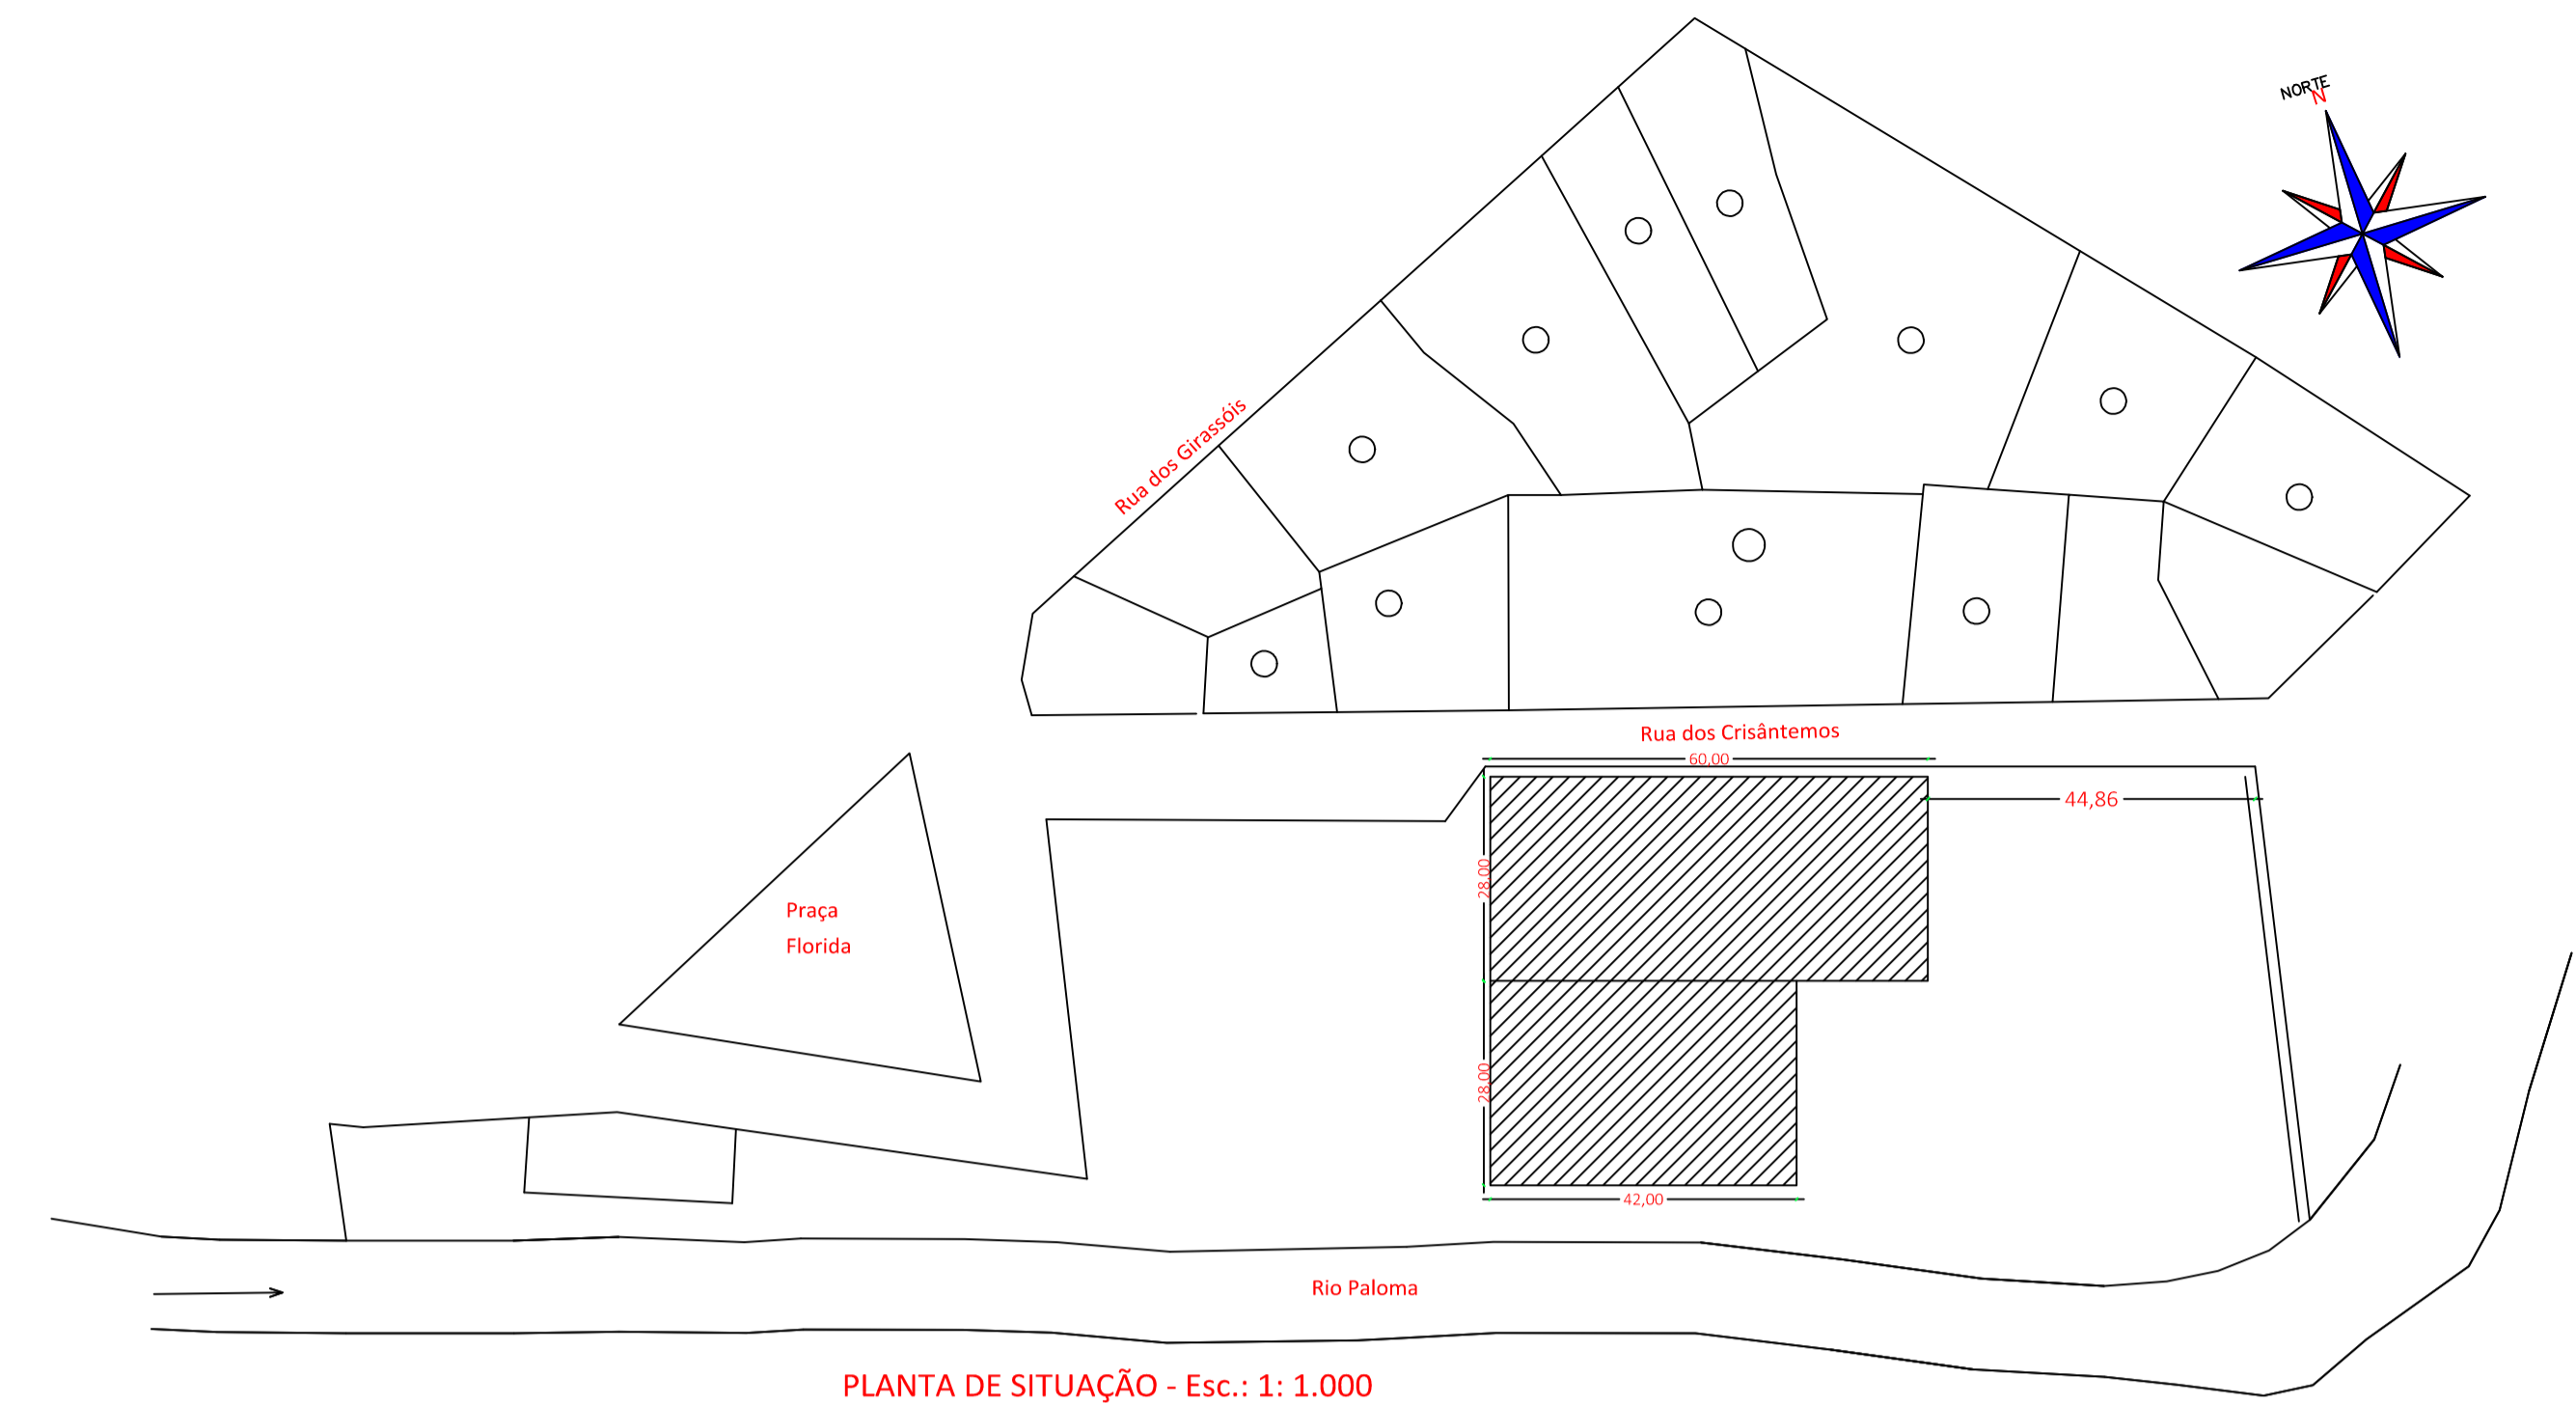 NORTE
N
Rua dos Girassóis
Rua dos Crisântemos
60,00
44,86
28,00
Praça
Florida
28,00
42,00
Rio Paloma
PLANTA DE SITUAÇÃO - Esc.: 1: 1.000